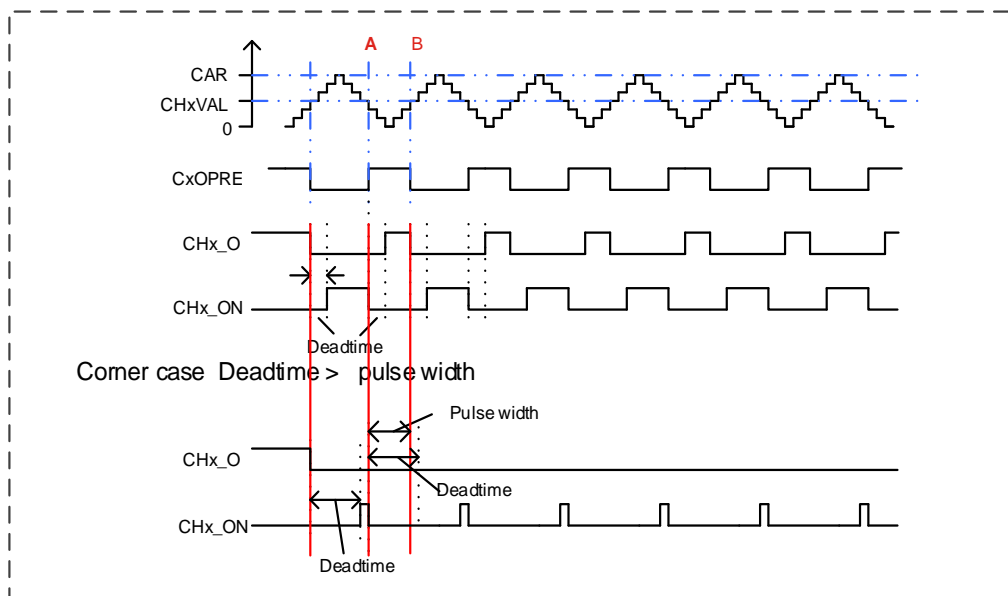 A B
CAR
CHxVAL
0
CxOPRE
CHx_O
CHx_ON
Deadtime
Corner case Deadtime > pulse width
Pulse width
CHx_O
Deadtime
CHx_ON
Deadtime